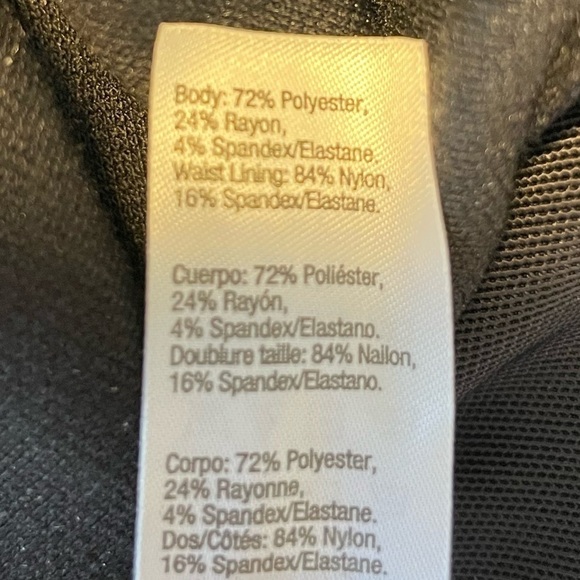 Body: 72% Polyester,
24% Rayon,
4% Spandex/Elastane.
Waist Lining: 84% Nylon,
16% Spandex/Elastane.
Cuerpo: 72% Poliéster,
24% Rayón,
4% Spandex/Elastano.
Doublure taille: 84% Nailon,
16% Spandex/Elastano.
Corpo: 72% Polyester,
24% Rayonne,
4% Spandex/Elastane.
Dos/Côtés: 84% Nylon,
16% Spandex/Elastane.